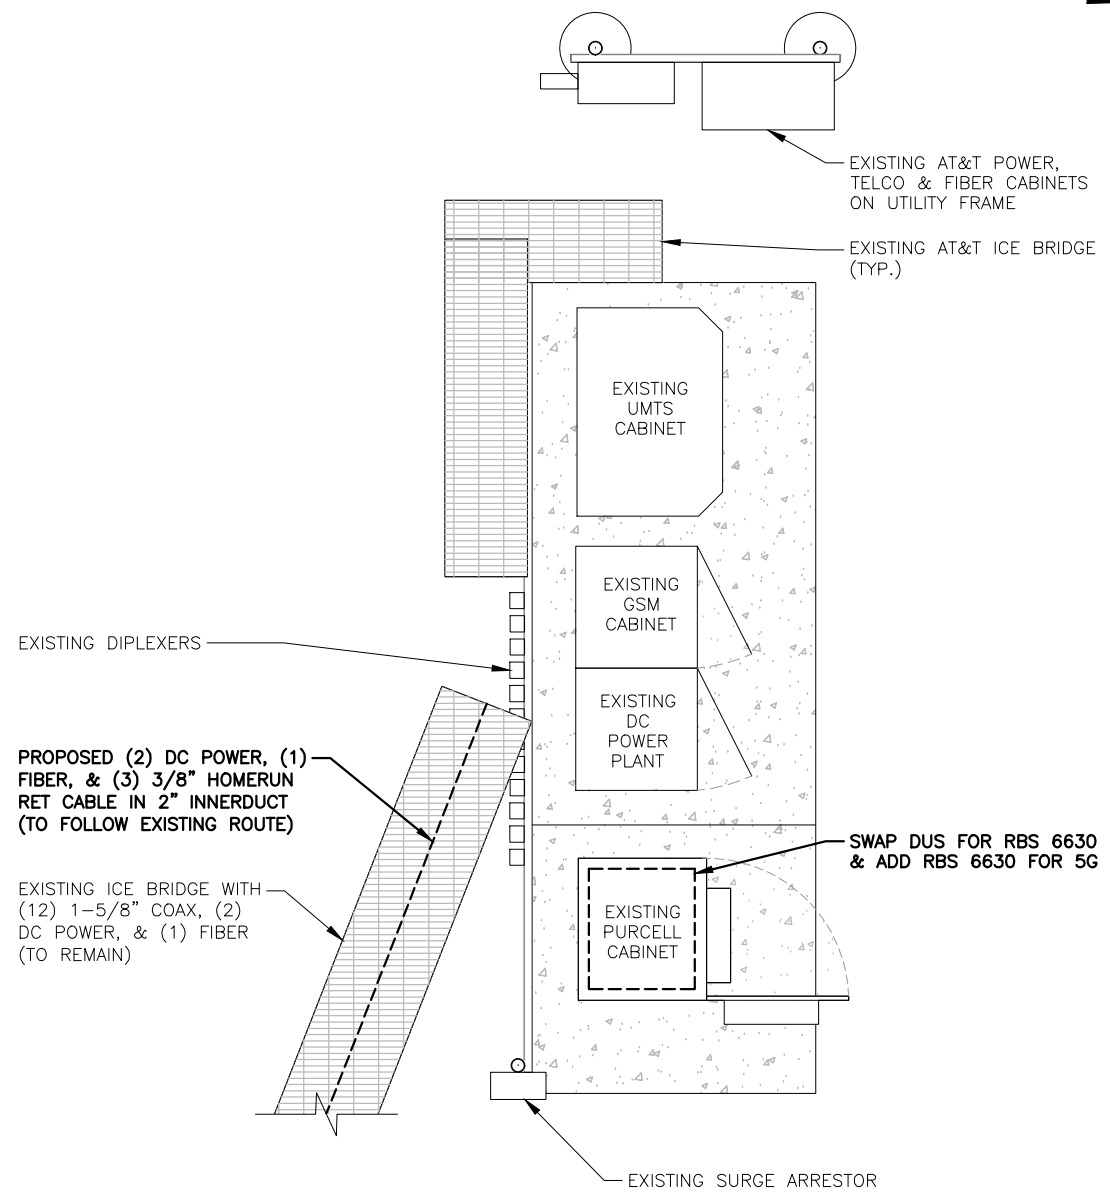 EXISTING AT&T POWER,
TELCO & FIBER CABINETS
ON UTILITY FRAME
EXISTING AT&T ICE BRIDGE
(TYP.)
EXISTING
UMTS
CABINET
EXISTING
GSM
CABINET
EXISTING DIPLEXERS
EXISTING
DC
POWER
PLANT
PROPOSED (2) DC POWER, (1)
FIBER, & (3) 3/8" HOMERUN
RET CABLE IN 2" INNERDUCT
(TO FOLLOW EXISTING ROUTE)
SWAP DUS FOR RBS 6630
& ADD RBS 6630 FOR 5G
EXISTING ICE BRIDGE WITH
(12) 1-5/8" COAX, (2)
DC POWER, & (1) FIBER
(TO REMAIN)
EXISTING
PURCELL
CABINET
EXISTING SURGE ARRESTOR